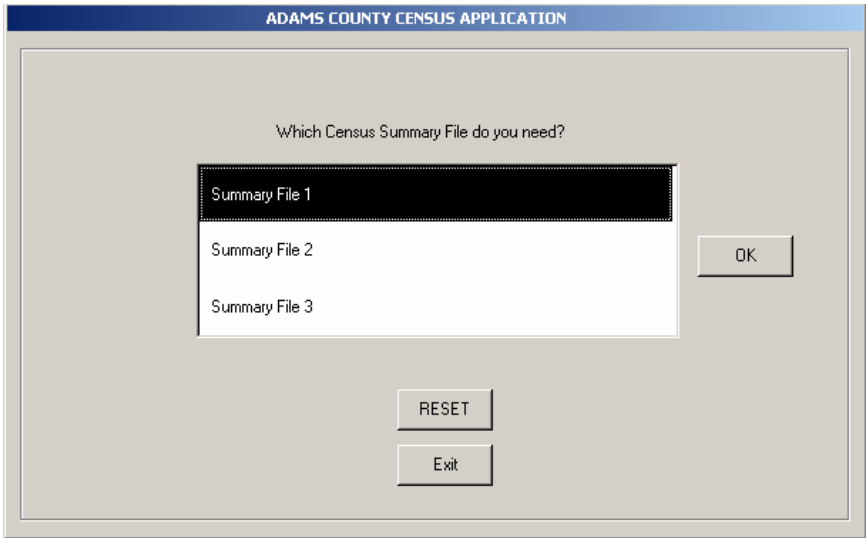 ADAMS COUNTY CENSUS APPLICATION
Which Census Summary File do you need?
Summary File 1
Summary File 2
OK
Summary File 3
RESET
Exit